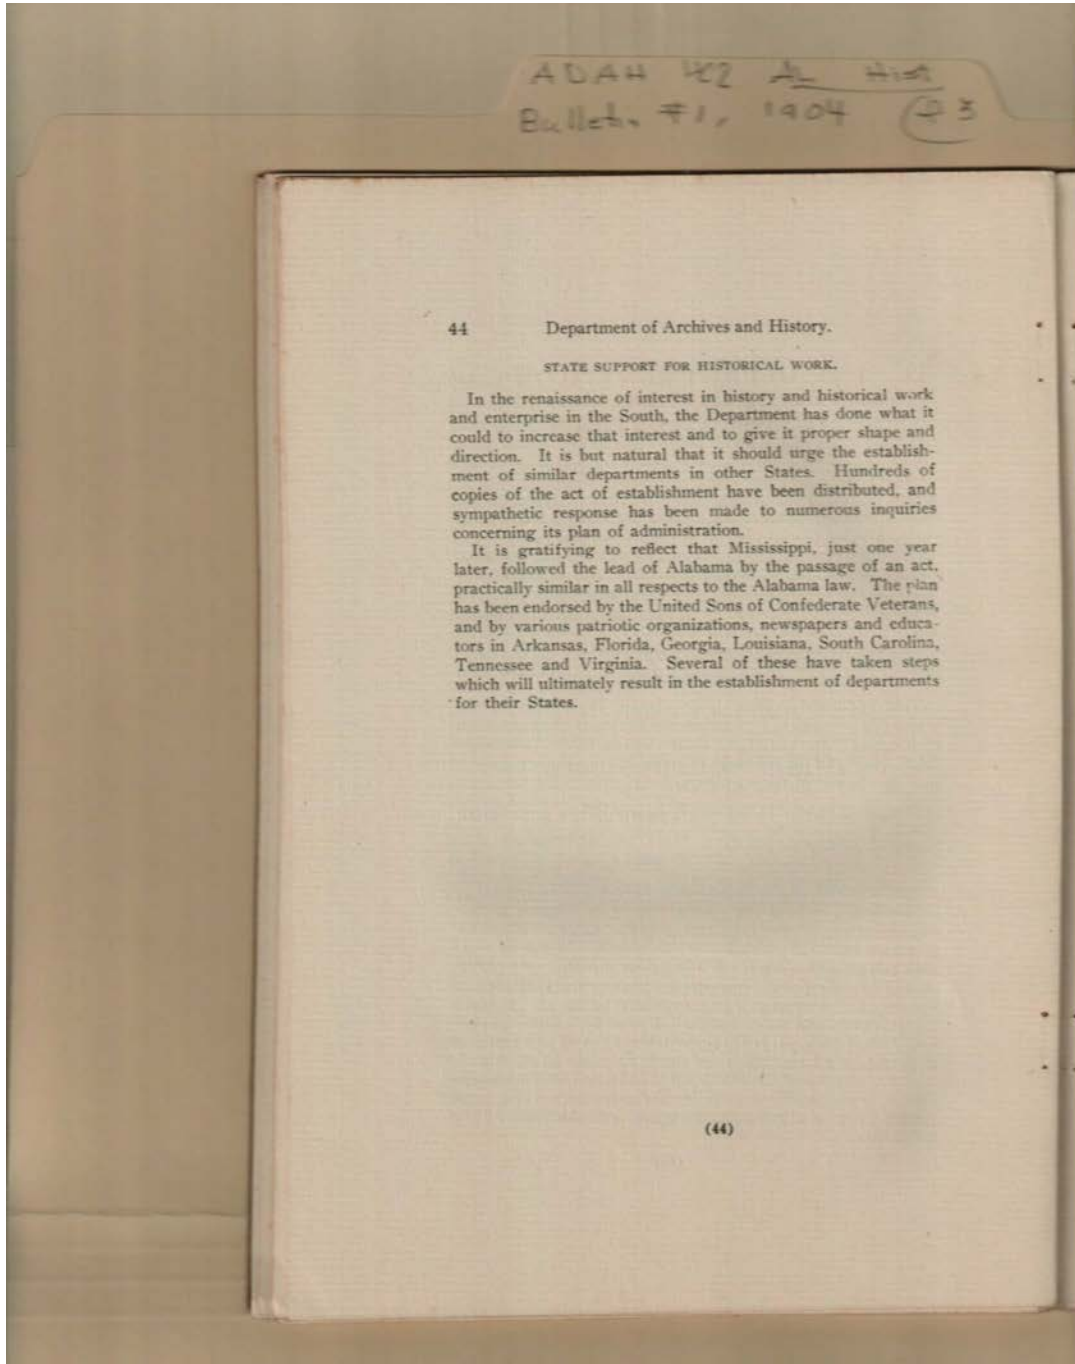 ADAH AL Hist
Bulletin #1, 1904 3
44 Department of Archives and History.
STATE SUPPORT FOR HISTORICAL WORK.
In the renaissance of interest in history and historical work
and enterprise in the South, the Department has done what it
could to increase that interest and to give it proper shape and
direction. It is but natural that it should urge the establish-
ment of similar departments in other States. Hundreds of
copies of the act of establishment have been distributed, and
sympathetic response has been made to numerous inquiries
concerning its plan of administration.
It is gratifying to reflect that Mississippi, just one year
later, followed the lead of Alabama by the passage of an act,
practically similar in all respects to the Alabama law. The plan
has been endorsed by the United Sons of Confederate Veterans,
and by various patriotic organizations, newspapers and educa-
tors in Arkansas, Florida, Georgia, Louisiana, South Carolina,
Tennessee and Virginia. Several of these have taken steps
which will ultimately result in the establishment of departments
for their States.
(44)